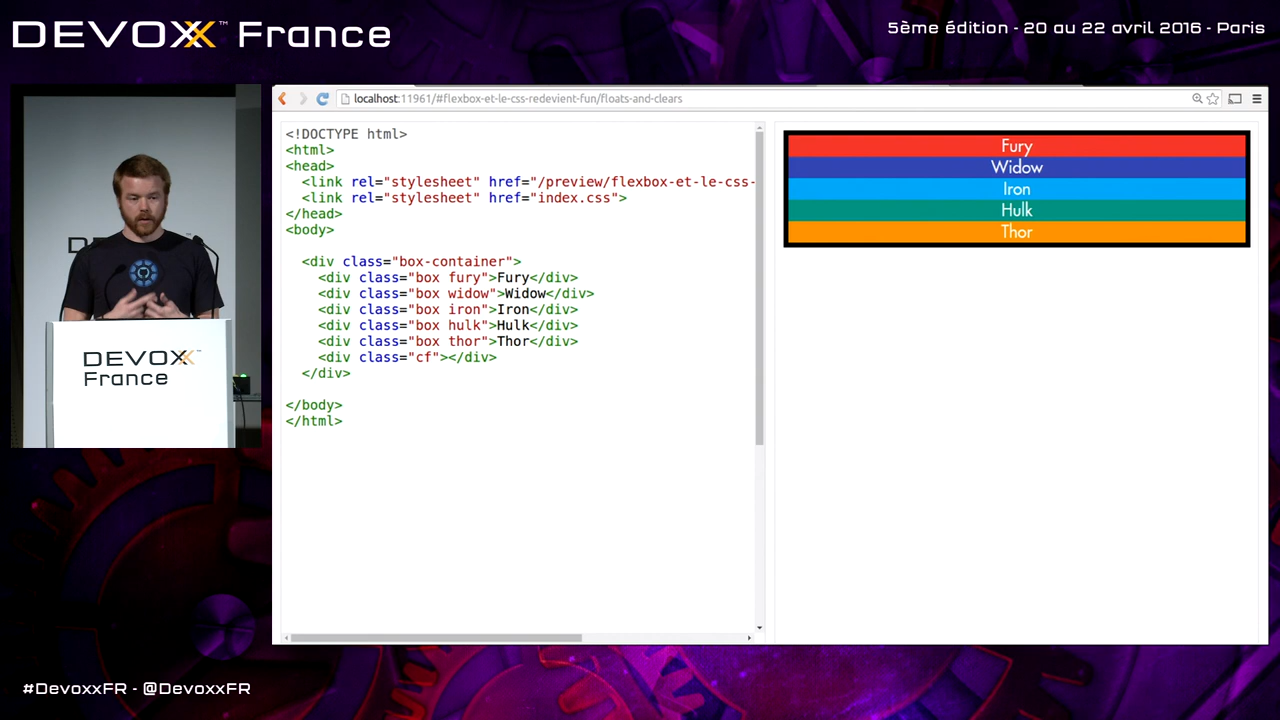 DEVOXX™ France
5ème édition - 20 au 22 avril 2016 - Paris
localhost:11961/#flexbox-et-le-css-redevient-fun/floats-and-clears
<!DOCTYPE html>
<html>
<head>
<link rel="stylesheet" href="/preview/flexbox-et-le-css-
<link rel="stylesheet" href="index.css">
</head>
<body>
<div class="box-container">
<div class="box fury">Fury</div>
<div class="box widow">Widow</div>
<div class="box iron">Iron</div>
<div class="box hulk">Hulk</div>
<div class="box thor">Thor</div>
<div class="cf"></div>
</div>
</body>
</html>
Fury
Widow
Iron
Hulk
Thor
DEVOXX™
France
#DevoxxFR - @DevoxxFR